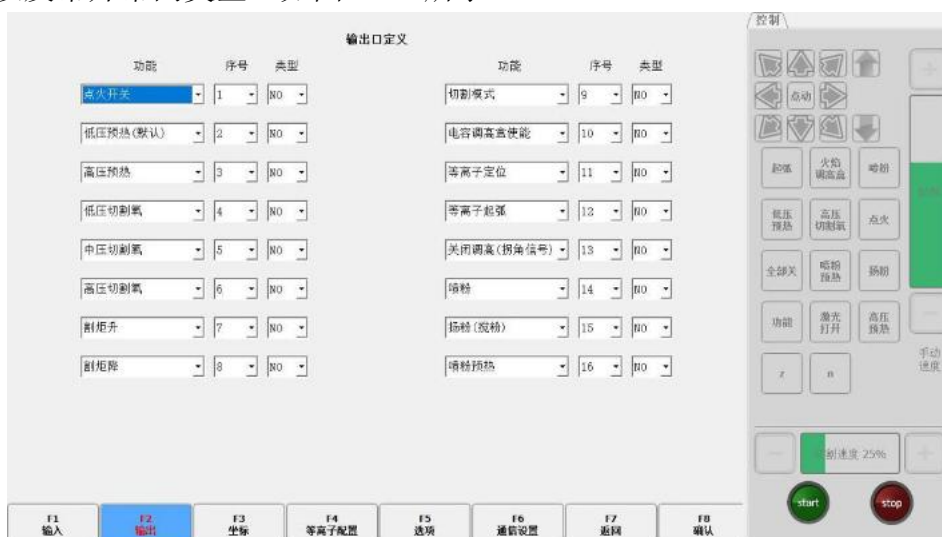 控制
输出口定义
功能 序号 类型 功能 序号 类型
点火开关 1 NO 切割模式 9 NO
低压预热(默认) 2 NO 电容调高盒使能 10 NO
高压预热 3 NO 等离子定位 11 NO
低压切割氧 4 NO 等离子起弧 12 NO
中压切割氧 5 NO 关闭调高(拐角信号) 13 NO
高压切割氧 6 NO 喷粉 14 NO
割炬升 7 NO 扬粉(搅粉) 15 NO
割炬降 8 NO 喷粉预热 16 NO
点动
起弧 火焰调高盒 喷粉
低压预热 高压切割氧 点火
全部关 喷粉预热 扬粉
功能 激光打开 高压预热
手动速度
割速度 25%
start stop
F1 F2 F3 F4 F5 F6 F7 F8
输入 输出 坐标 等离子配置 选项 通信设置 返回 确认